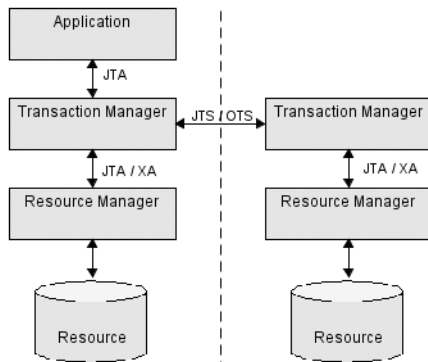 Application
JTA
Transaction Manager
JTS / OTS
Transaction Manager
JTA / XA
JTA / XA
Resource Manager
Resource Manager
Resource
Resource